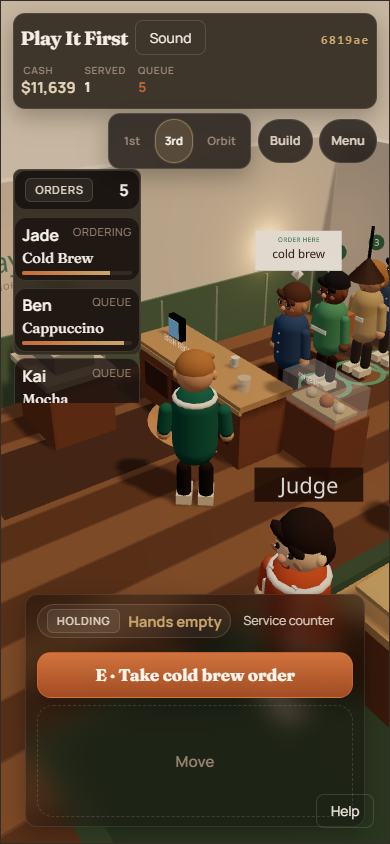 Play It First
Sound
6819ae
CASH
SERVED
QUEUE
$11,639
1
5
1st
3rd
Orbit
Build
Menu
ORDERS
5
Jade
ORDERING
Cold Brew
Ben
QUEUE
Cappuccino
Kai
QUEUE
Mocha
ORDER HERE
cold brew
3
Judge
HOLDING
Hands empty
Service counter
E · Take cold brew order
Move
Help